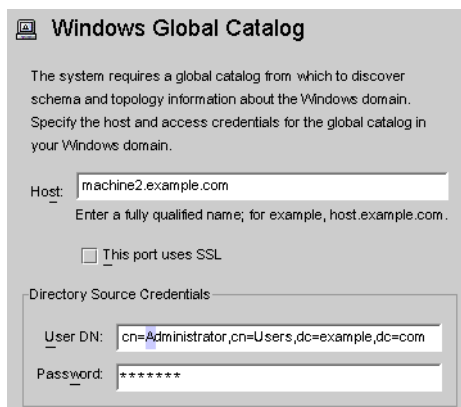 Windows Global Catalog
The system requires a global catalog from which to discover
schema and topology information about the Windows domain.
Specify the host and access credentials for the global catalog in
your Windows domain.
Host: machine2.example.com
Enter a fully qualified name; for example, host.example.com.
This port uses SSL
Directory Source Credentials
User DN: cn=Administrator,cn=Users,dc=example,dc=com
Password: *******